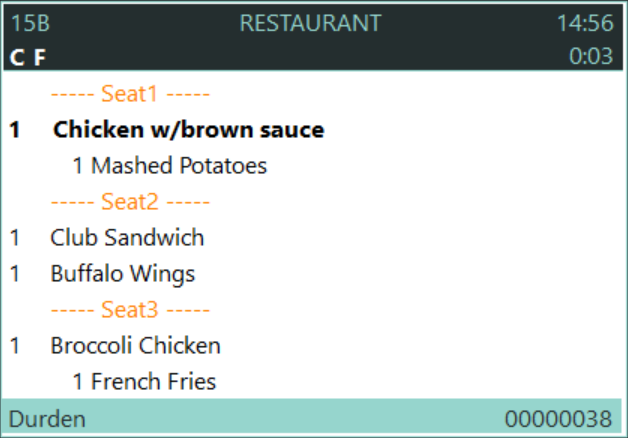 15B RESTAURANT 14:56
C F 0:03
----- Seat1 -----
1 Chicken w/brown sauce
1 Mashed Potatoes
----- Seat2 -----
1 Club Sandwich
1 Buffalo Wings
----- Seat3 -----
1 Broccoli Chicken
1 French Fries
Durden 00000038